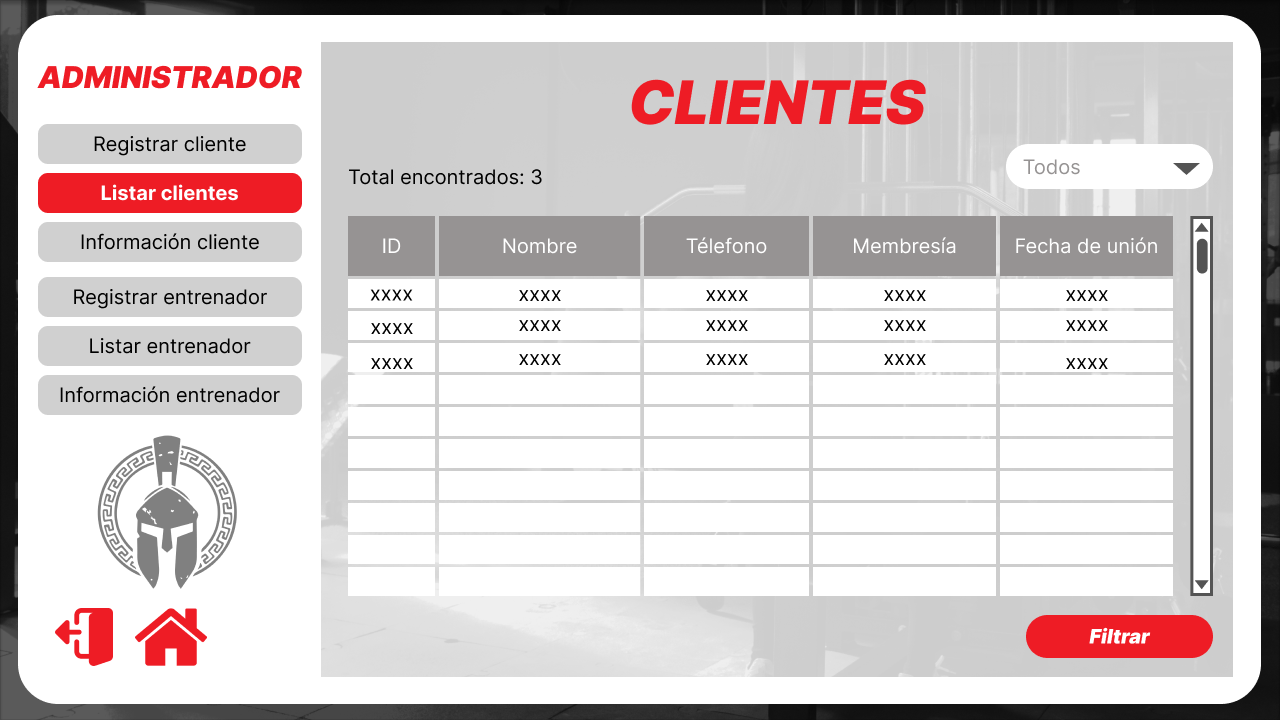 ADMINISTRADOR
Registrar cliente
Listar clientes
Información cliente
Registrar entrenador
Listar entrenador
Información entrenador
CLIENTES
Total encontrados: 3
Todos
ID Nombre Télefono Membresía Fecha de unión
xxxx xxxx xxxx xxxx xxxx
xxxx xxxx xxxx xxxx xxxx
xxxx xxxx xxxx xxxx xxxx
Filtrar